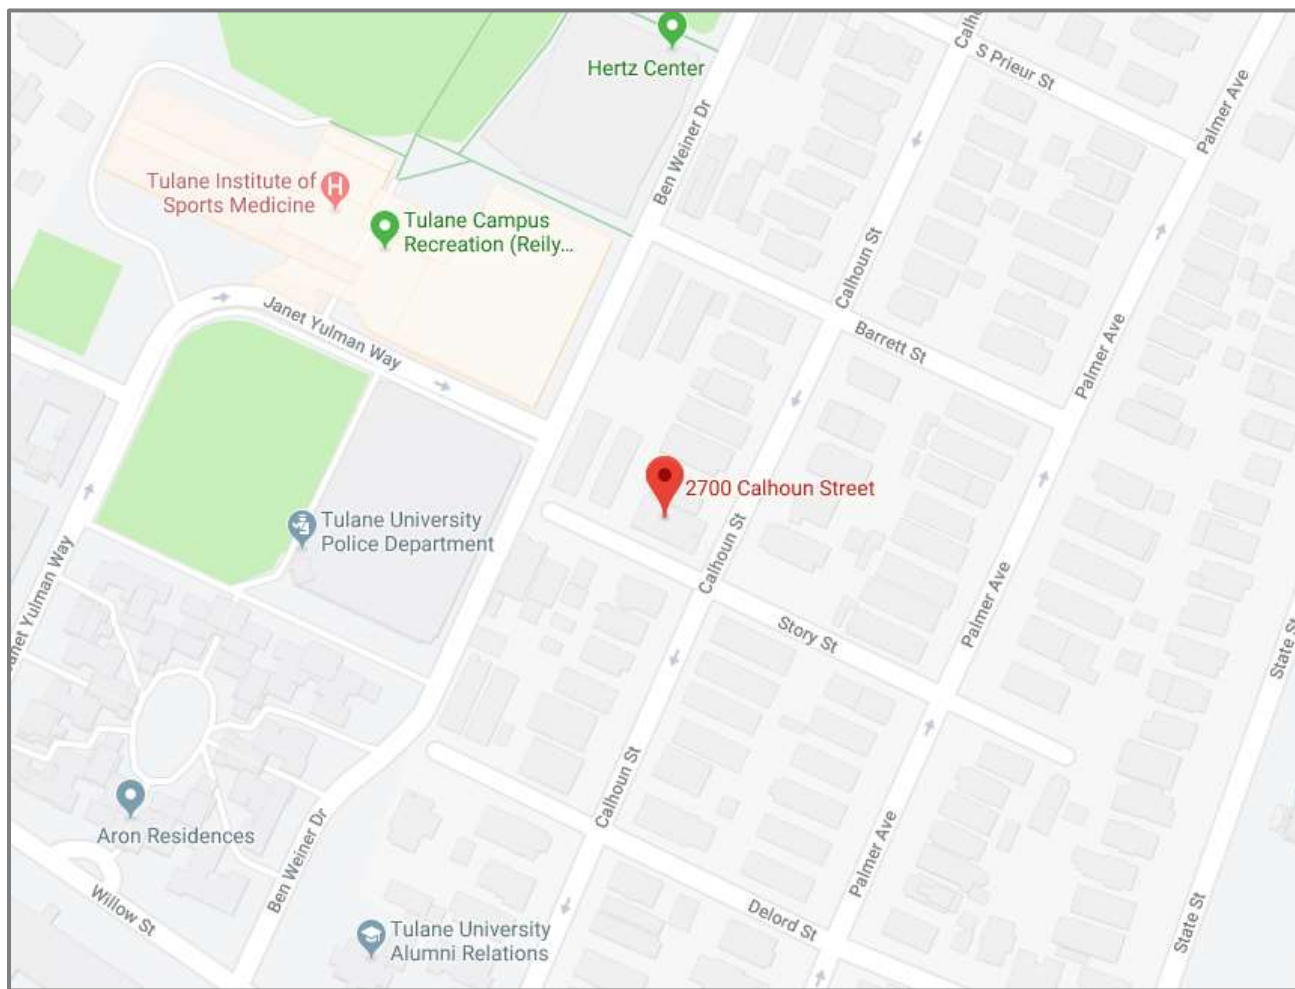 Calho
S Prieur St
Hertz Center
Palmer Ave
Ben Weiner Dr
Tulane Institute of
Sports Medicine
H
Tulane Campus
Recreation (Reily...
Calhoun St
Janet Yulman Way
Barrett St
Palmer Ave
2700 Calhoun Street
Tulane University
Police Department
Calhoun St
anet Yulman Way
Story St
Palmer Ave
State St
Calhoun St
Aron Residences
Ben Weiner Dr
Palmer Ave
Willow St
Delord St
State St
Tulane University
Alumni Relations